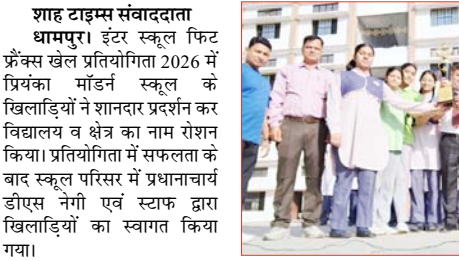 शाह टाइम्स संवाददाता
धामपुर। इंटर स्कूल फिट
फ्रैंक्स खेल प्रतियोगिता 2026 में
प्रियंका मॉडर्न स्कूल के
खिलाड़ियों ने शानदार प्रदर्शन कर
विद्यालय व क्षेत्र का नाम रोशन
किया। प्रतियोगिता में सफलता के
बाद स्कूल परिसर में प्रधानाचार्य
डीएस नेगी एवं स्टाफ द्वारा
खिलाड़ियों का स्वागत किया
गया।